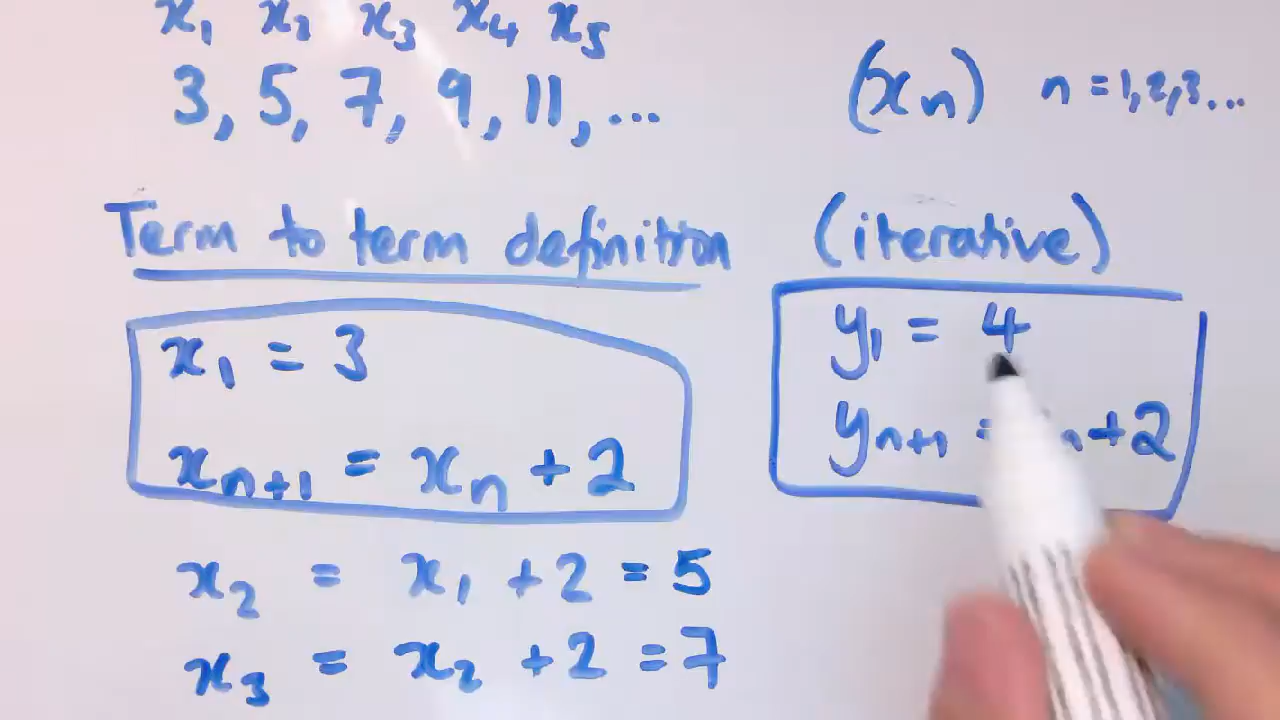 x₁ x₂ x₃ x₄ x₅
3, 5, 7, 9, 11, ...
(xₙ) n = 1, 2, 3...
Term to term definition (iterative)
x₁ = 3
xₙ₊₁ = xₙ + 2
y₁ = 4
yₙ₊₁ = ₙ + 2
x₂ = x₁ + 2 = 5
x₃ = x₂ + 2 = 7